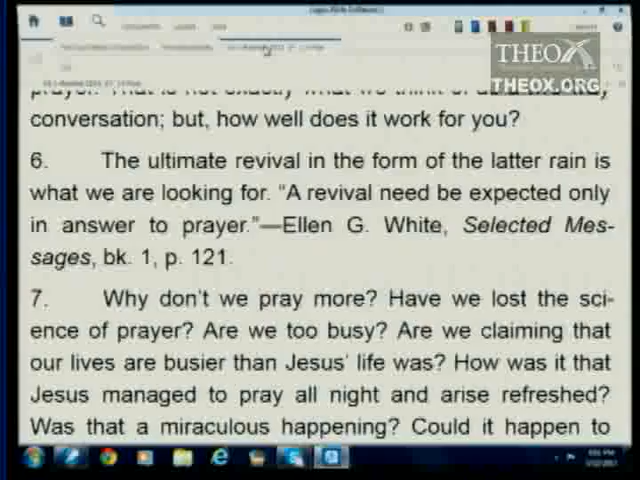 THEOX
THEOX.ORG
conversation; but, how well does it work for you?
6. The ultimate revival in the form of the latter rain is
what we are looking for. “A revival need be expected only
in answer to prayer.”—Ellen G. White, Selected Mes-
sages, bk. 1, p. 121.
7. Why don’t we pray more? Have we lost the sci-
ence of prayer? Are we too busy? Are we claiming that
our lives are busier than Jesus’ life was? How was it that
Jesus managed to pray all night and arise refreshed?
Was that a miraculous happening? Could it happen to